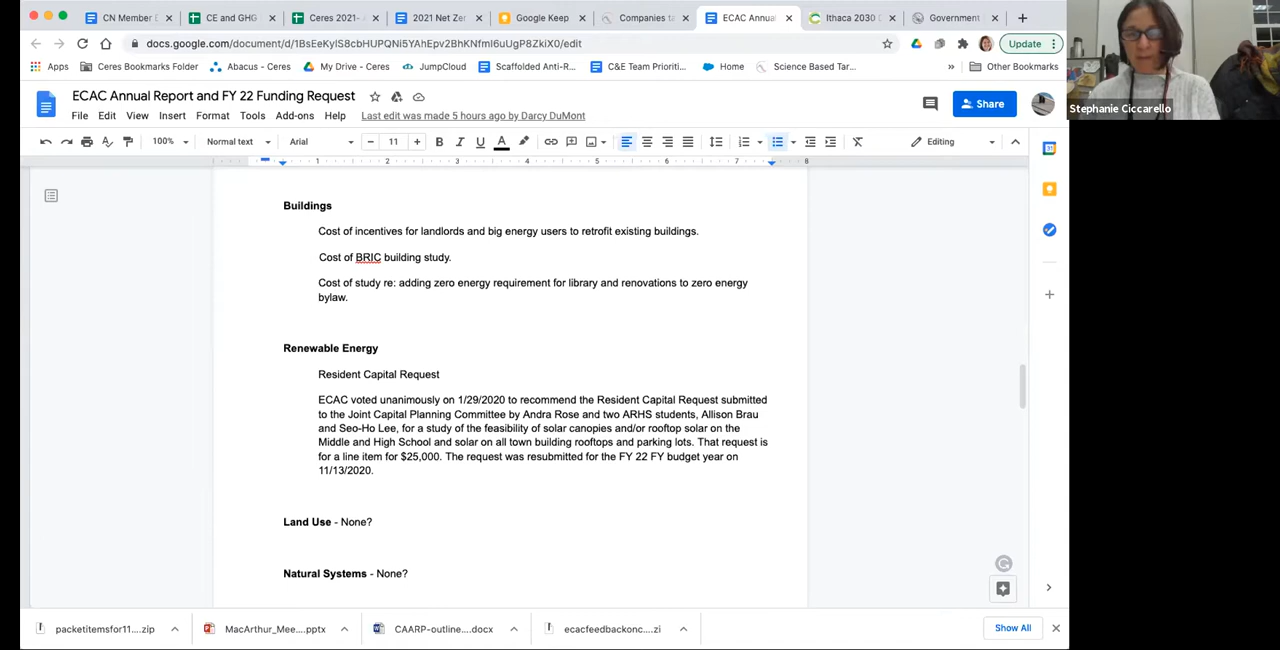 CN Member E
CE and GHG
Ceres 2021-
2021 Net Zer
Google Keep
Companies ta
ECAC Annual
Ithaca 2030
Government
docs.google.com/document/d/1BsEeKyIS8cbHUPQNi5YAhEpv2BhKNfmI6uUgP8ZkiX0/edit
Update
Apps
Ceres Bookmarks Folder
Abacus - Ceres
My Drive - Ceres
JumpCloud
Scaffolded Anti-R...
C&E Team Prioriti...
Home
Science Based Tar...
»
Other Bookmarks
Stephanie Ciccarello
ECAC Annual Report and FY 22 Funding Request
File Edit View Insert Format Tools Add-ons Help Last edit was made 5 hours ago by Darcy DuMont
Share
100% Normal text Arial 11 B I U A Editing
1 2 3 4 5 6 7 8
Buildings
Cost of incentives for landlords and big energy users to retrofit existing buildings.
Cost of BRIC building study.
Cost of study re: adding zero energy requirement for library and renovations to zero energy
bylaw.
Renewable Energy
Resident Capital Request
ECAC voted unanimously on 1/29/2020 to recommend the Resident Capital Request submitted
to the Joint Capital Planning Committee by Andra Rose and two ARHS students, Allison Brau
and Seo-Ho Lee, for a study of the feasibility of solar canopies and/or rooftop solar on the
Middle and High School and solar on all town building rooftops and parking lots. That request is
for a line item for $25,000. The request was resubmitted for the FY 22 FY budget year on
11/13/2020.
Land Use - None?
Natural Systems - None?
packetitemsfor11....zip
MacArthur_Mee....pptx
CAARP-outline....docx
ecacfeedbackonc....zi
Show All